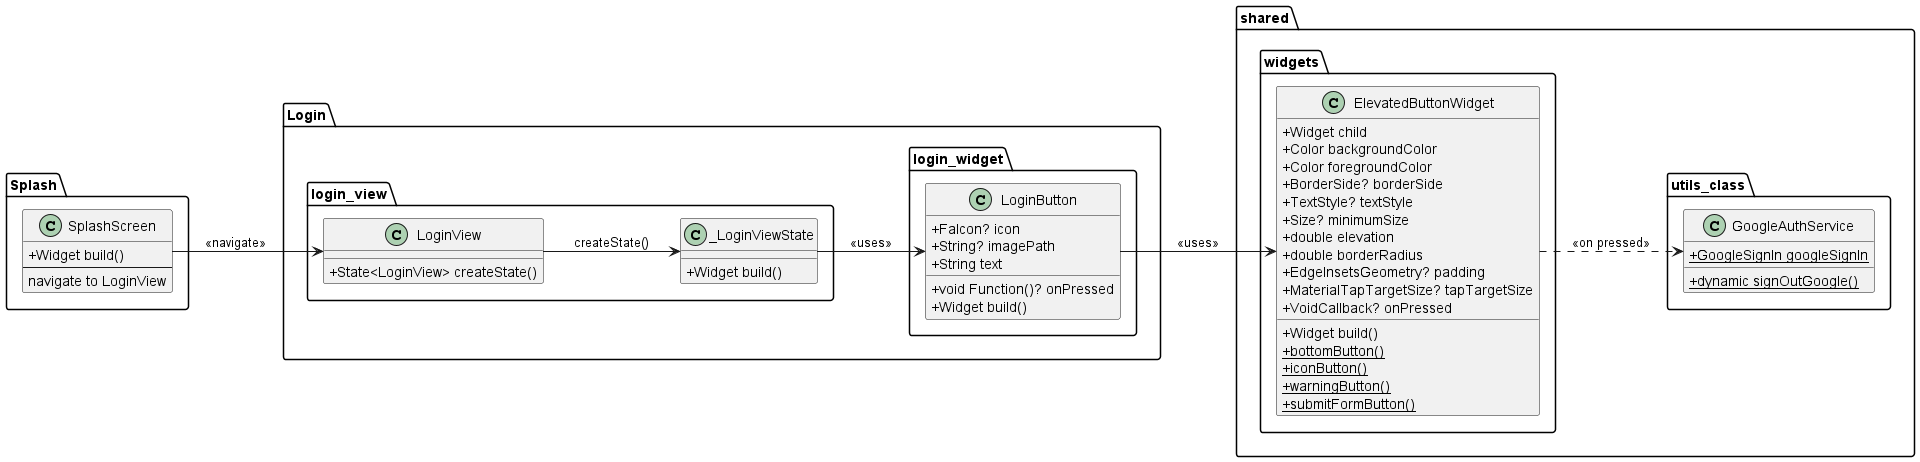 Splash
C SplashScreen
+Widget build()
navigate to LoginView
«navigate»
Login
login_view
C LoginView
+State<LoginView> createState()
createState()
C _LoginViewState
+Widget build()
«uses»
login_widget
C LoginButton
+FaIcon? icon
+String? imagePath
+String text
+void Function()? onPressed
+Widget build()
«uses»
shared
widgets
C ElevatedButtonWidget
+Widget child
+Color backgroundColor
+Color foregroundColor
+BorderSide? borderSide
+TextStyle? textStyle
+Size? minimumSize
+double elevation
+double borderRadius
+EdgeInsetsGeometry? padding
+MaterialTapTargetSize? tapTargetSize
+VoidCallback? onPressed
+Widget build()
+bottomButton()
+iconButton()
+warningButton()
+submitFormButton()
«on pressed»
utils_class
C GoogleAuthService
+GoogleSignIn googleSignIn
+dynamic signOutGoogle()